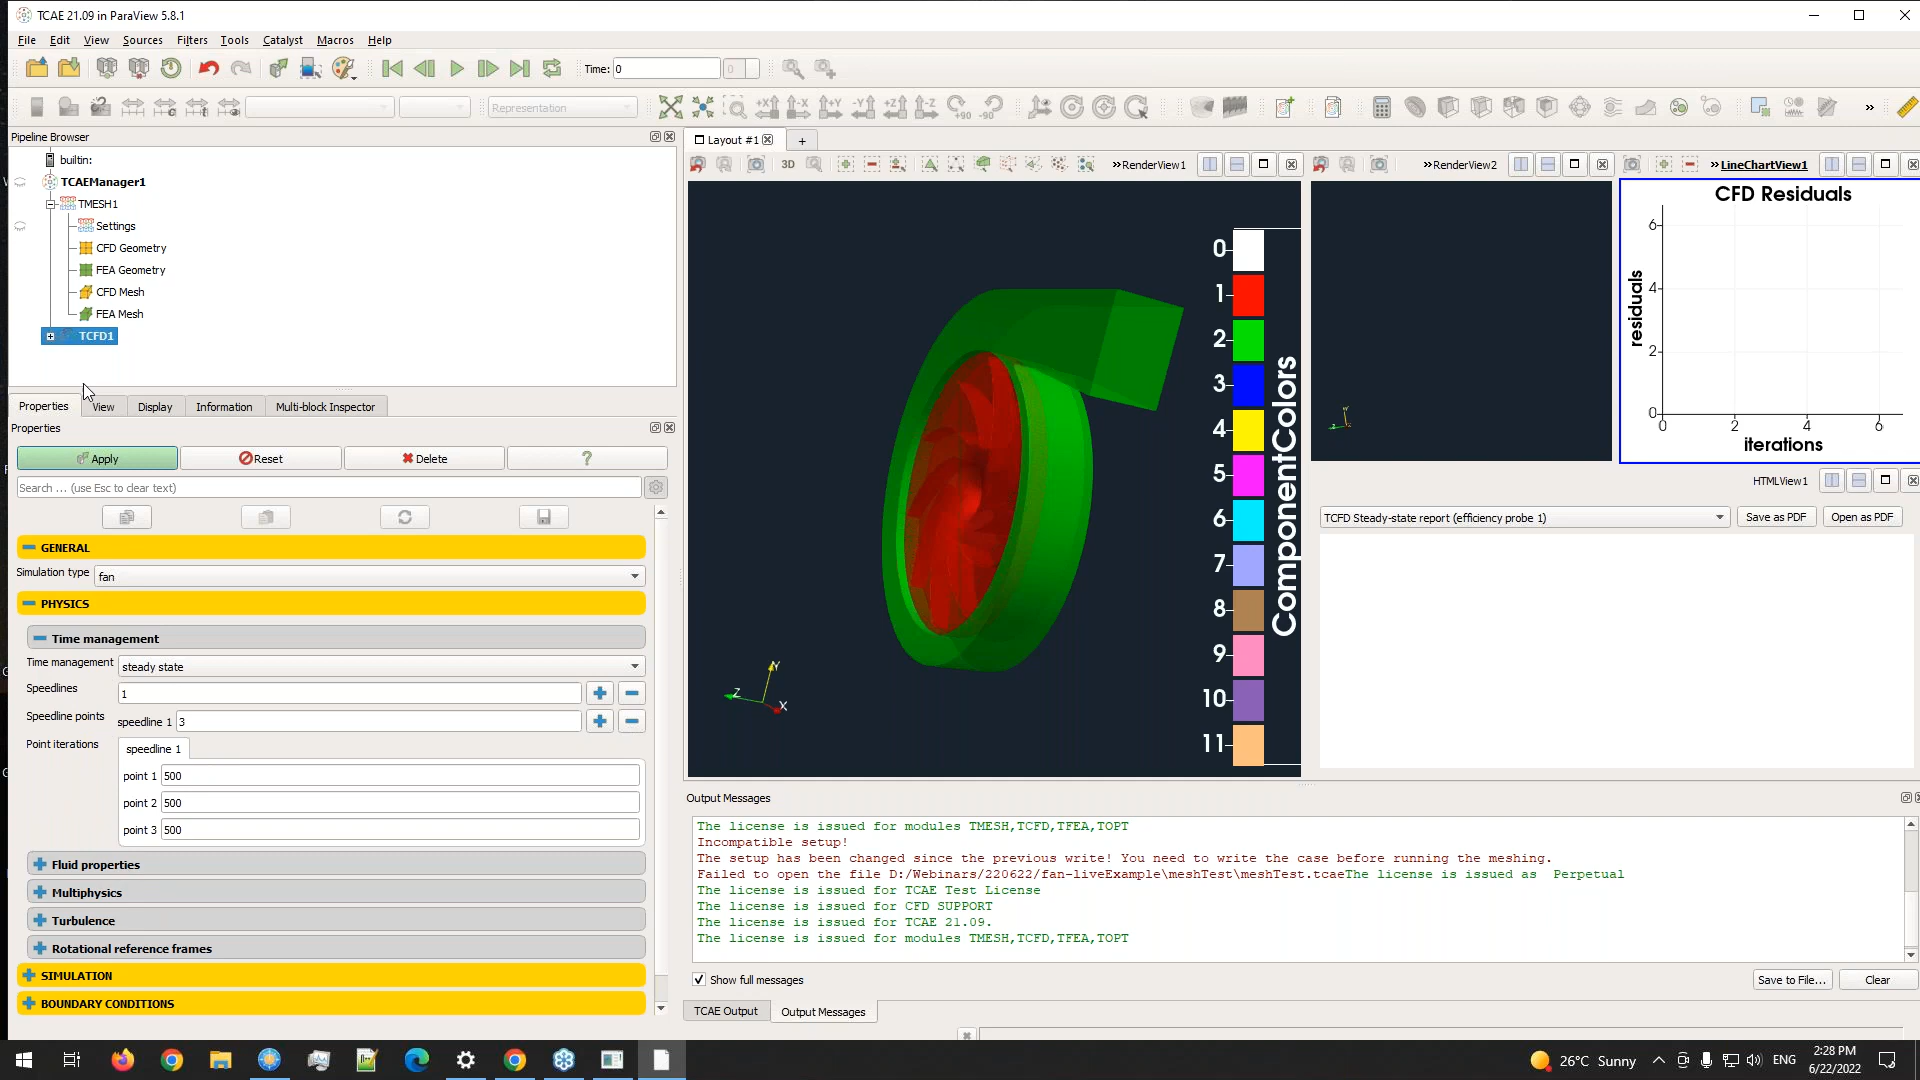 TCAE 21.09 in ParaView 5.8.1
File Edit View Sources Filters Tools Catalyst Macros Help
Time: 0 0
Representation
+X -X +Y -Y +Z -Z +90 -90
Pipeline Browser
builtin:
TCAEManager1
TMESH1
Settings
CFD Geometry
FEA Geometry
CFD Mesh
FEA Mesh
TCFD1
Properties View Display Information Multi-block Inspector
Properties
Apply Reset Delete ?
Search ... (use Esc to clear text)
GENERAL
Simulation type fan
PHYSICS
Time management
Time management steady state
Speedlines 1
Speedline points speedline 1 3
Point iterations speedline 1
point 1 500
point 2 500
point 3 500
Fluid properties
Multiphysics
Turbulence
Rotational reference frames
SIMULATION
BOUNDARY CONDITIONS
Layout #1 +
3D RenderView1
0
1
2
3
4
5
6
7
8
9
10
11
ComponentColors
Y
Z
X
RenderView2
LineChartView1
CFD Residuals
6
4
2
0
residuals
0 2 4 6
iterations
HTMLView1
TCFD Steady-state report (efficiency probe 1) Save as PDF Open as PDF
Output Messages
The license is issued for modules TMESH,TCFD,TFEA,TOPT
Incompatible setup!
The setup has been changed since the previous write! You need to write the case before running the meshing.
Failed to open the file D:/Webinars/220622/fan-liveExample\meshTest\meshTest.tcaeThe license is issued as  Perpetual
The license is issued for TCAE Test License
The license is issued for CFD SUPPORT
The license is issued for TCAE 21.09.
The license is issued for modules TMESH,TCFD,TFEA,TOPT
Show full messages Save to File... Clear
TCAE Output Output Messages
26°C Sunny ENG 2:28 PM
6/22/2022